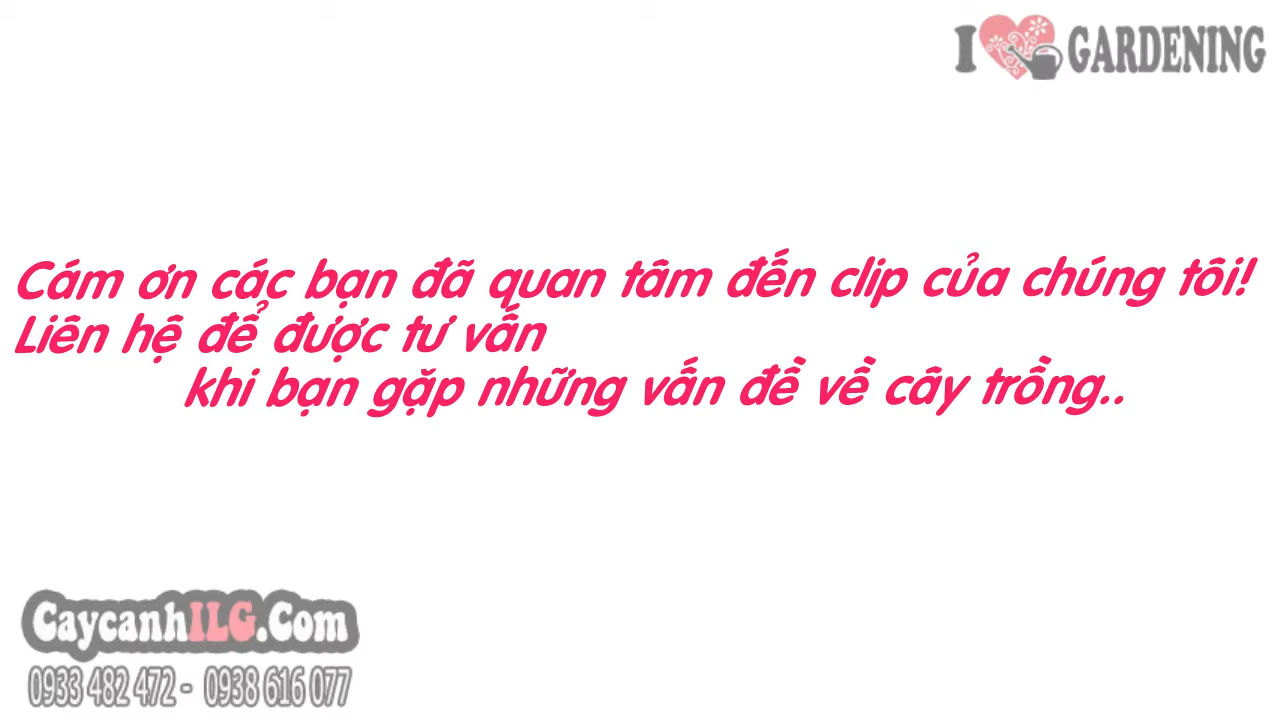 I GARDENING
Cám ơn các bạn đã quan tâm đến clip của chúng tôi!
Liên hệ để được tư vấn
khi bạn gặp những vấn đề về cây trồng..
CaycanhILG.Com
0933 482 472 - 0938 616 077